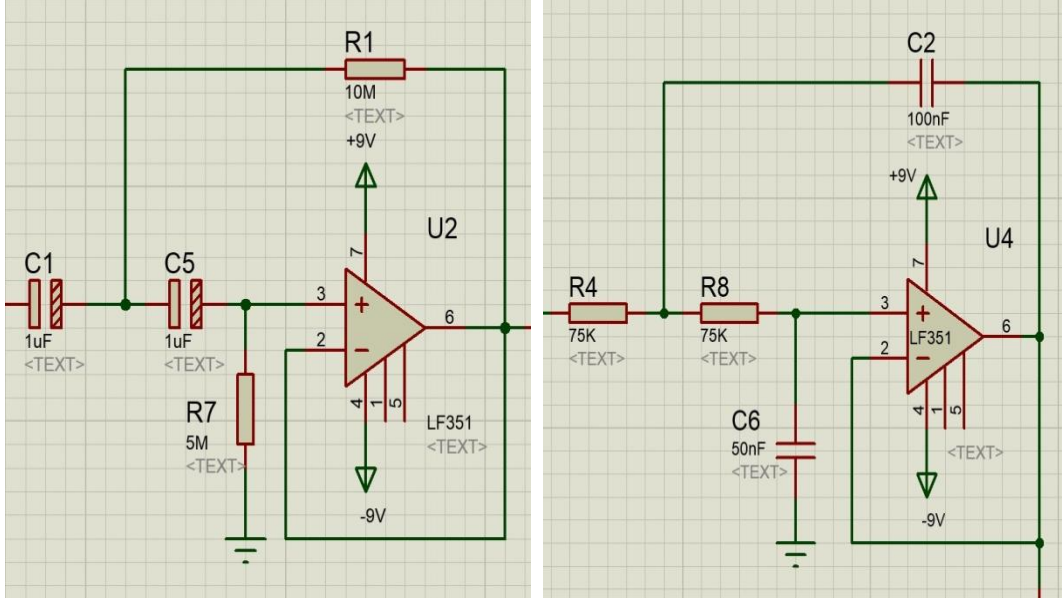 R1
10M
<TEXT>
+9V
7
U2
C1
1uF
<TEXT>
C5
1uF
<TEXT>
3
2
+
−
6
4
1
5
R7
5M
<TEXT>
LF351
<TEXT>
-9V
C2
100nF
<TEXT>
+9V
7
U4
R4
75K
<TEXT>
R8
75K
<TEXT>
3
2
+
−
LF351
6
4
1
5
C6
50nF
<TEXT>
<TEXT>
-9V